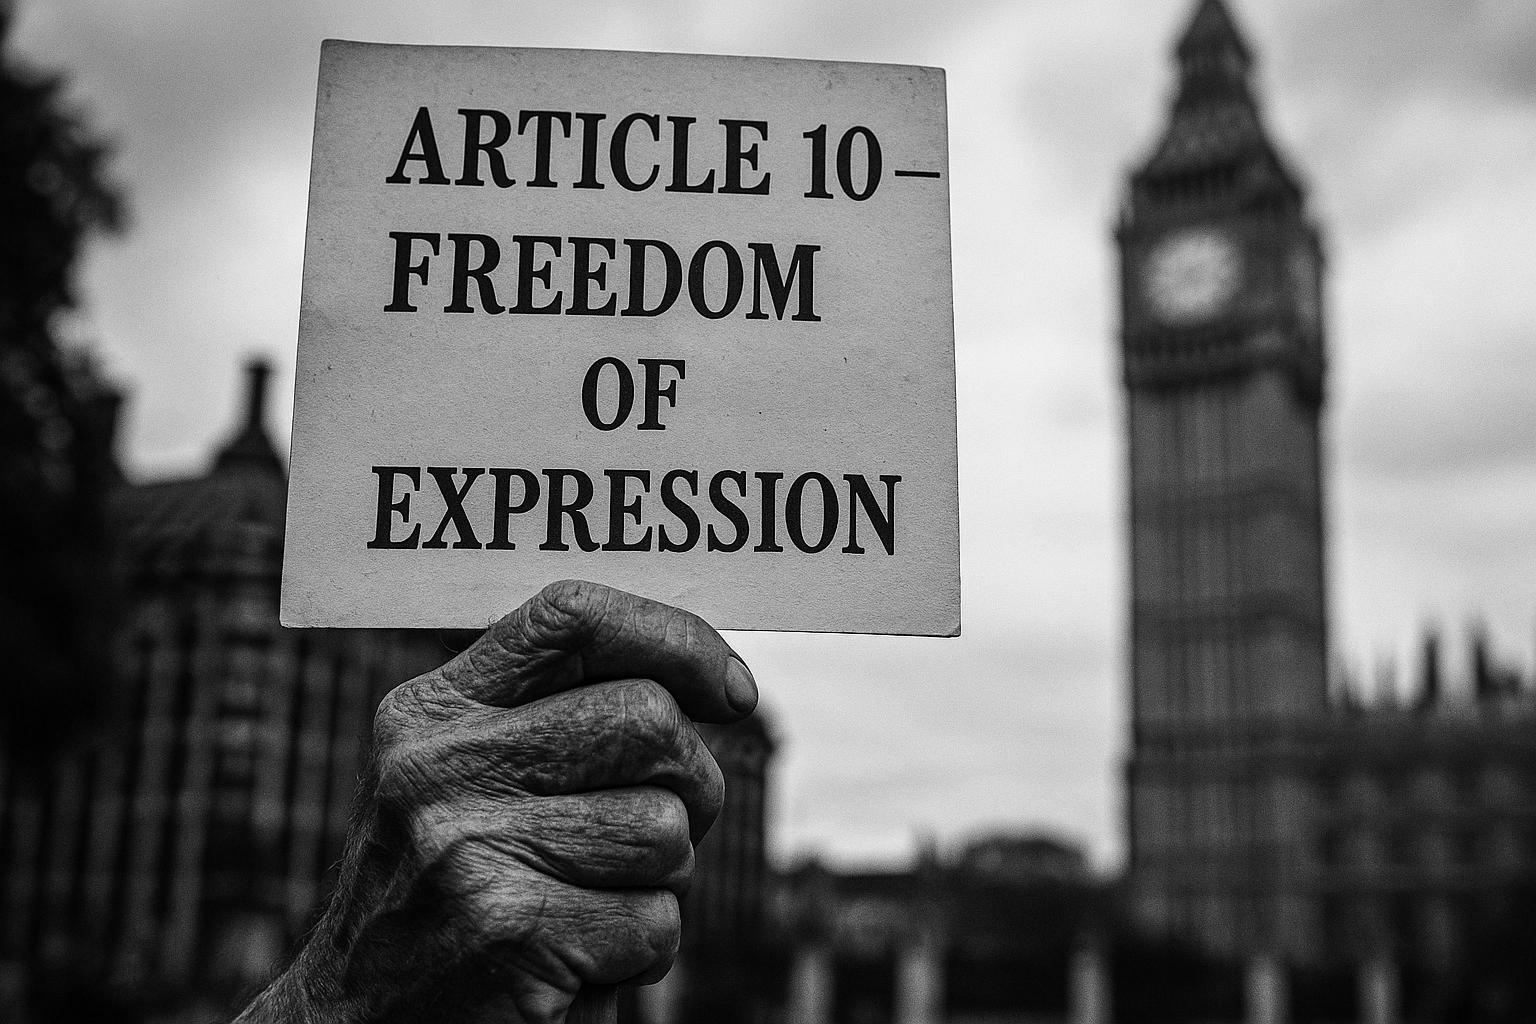 ARTICLE 10–
FREEDOM
OF
EXPRESSION